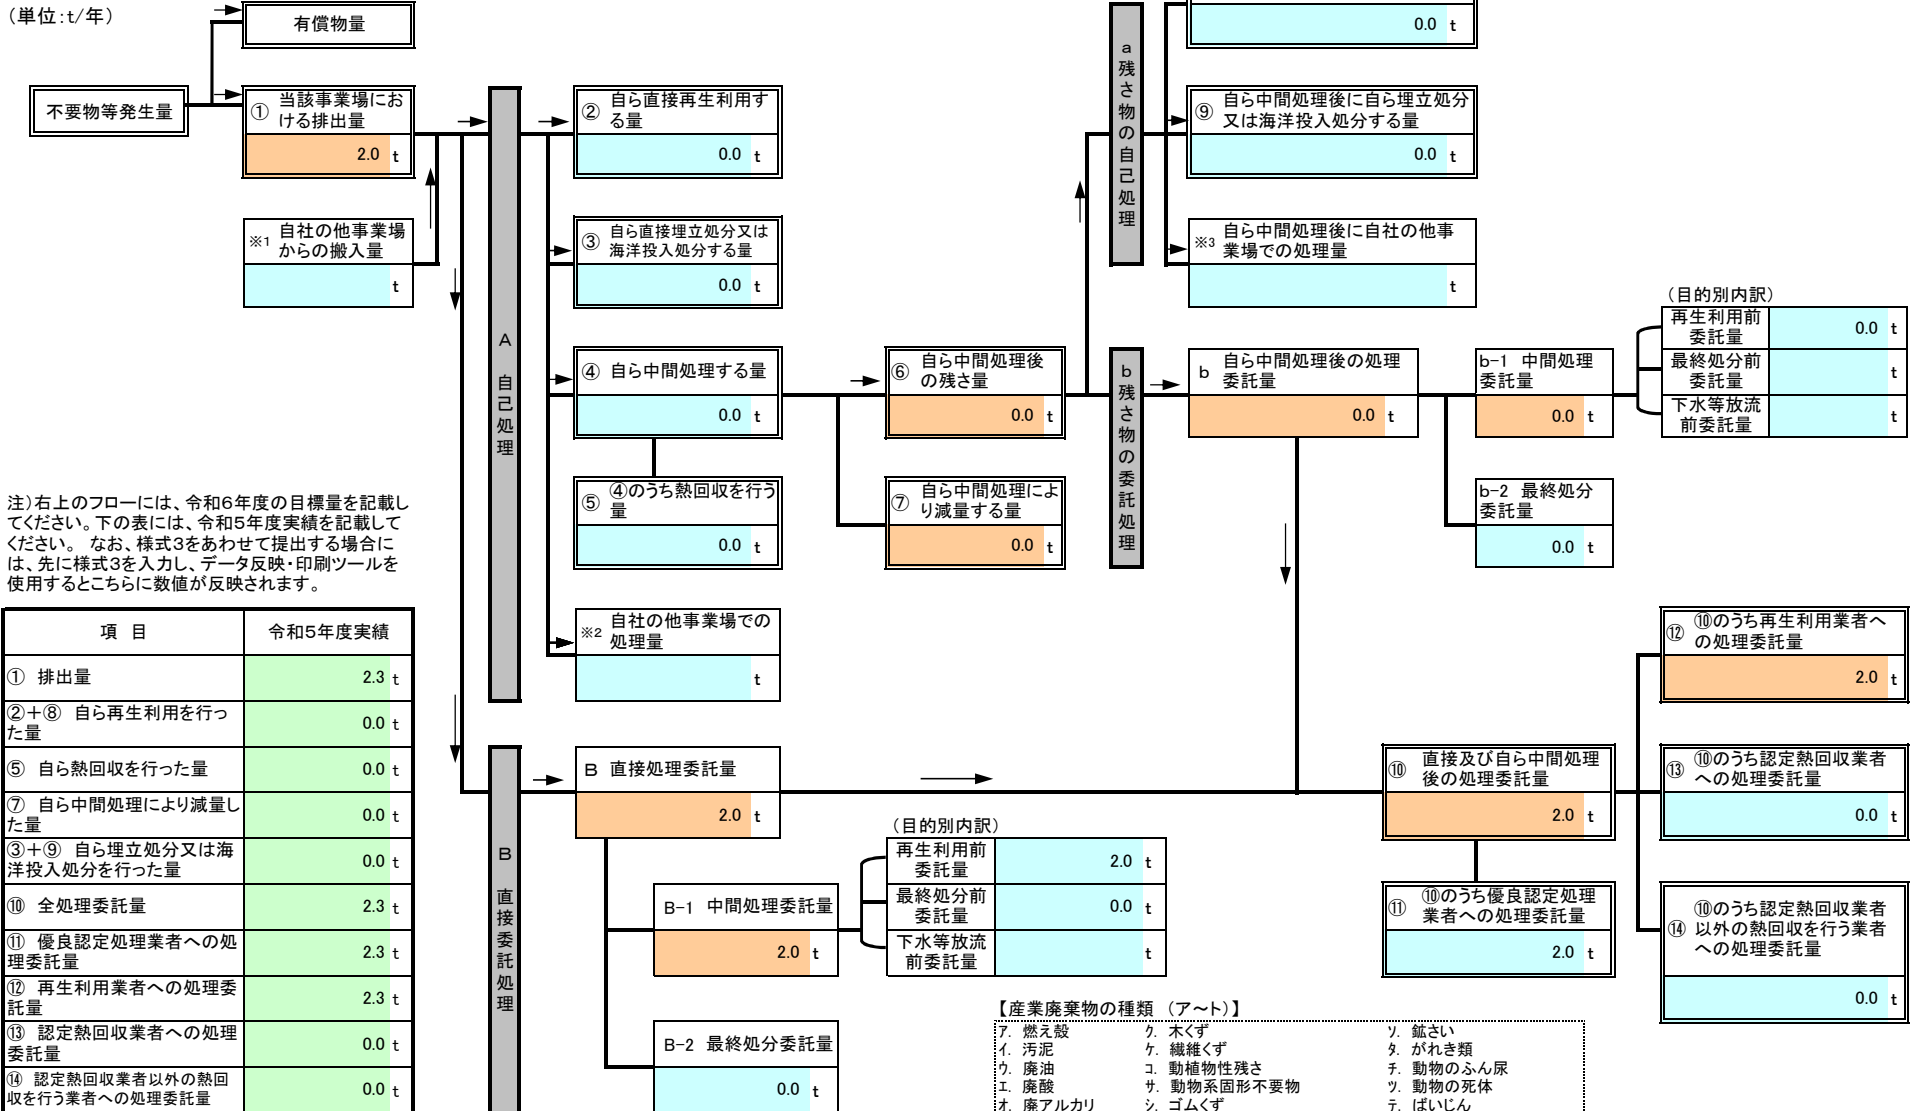 （単位：t/年）
有償物量
不要物等発生量
① 当該事業場にお
ける排出量
2.0 t
※1 自社の他事業場
からの搬入量
t
A 自己処理
② 自ら直接再生利用す
る量
0.0 t
③ 自ら直接埋立処分又は
海洋投入処分する量
0.0 t
④ 自ら中間処理する量
0.0 t
⑤ ④のうち熱回収を行う
量
0.0 t
※2 自社の他事業場での
処理量
t
⑥ 自ら中間処理後
の残さ量
0.0 t
⑦ 自ら中間処理によ
り減量する量
0.0 t
a 残さ物の自己処理
0.0 t
⑨ 自ら中間処理後に自ら埋立処分
又は海洋投入処分する量
0.0 t
※3 自ら中間処理後に自社の他事
業場での処理量
t
b 残さ物の委託処理
b 自ら中間処理後の処理
委託量
0.0 t
b-1 中間処理
委託量
0.0 t
（目的別内訳）
再生利用前
委託量
0.0 t
最終処分前
委託量
t
下水等放流
前委託量
t
b-2 最終処分
委託量
0.0 t
注）右上のフローには、令和６年度の目標量を記載し
てください。下の表には、令和５年度実績を記載して
ください。 なお、様式３をあわせて提出する場合に
は、先に様式３を入力し、データ反映・印刷ツールを
使用するとこちらに数値が反映されます。
項 目 令和５年度実績
① 排出量 2.3 t
②＋⑧ 自ら再生利用を行っ
た量
0.0 t
⑤ 自ら熱回収を行った量 0.0 t
⑦ 自ら中間処理により減量し
た量
0.0 t
③＋⑨ 自ら埋立処分又は海
洋投入処分を行った量
0.0 t
⑩ 全処理委託量 2.3 t
⑪ 優良認定処理業者への処
理委託量
2.3 t
⑫ 再生利用業者への処理委
託量
2.3 t
⑬ 認定熱回収業者への処理
委託量
0.0 t
⑭ 認定熱回収業者以外の熱回
収を行う業者への処理委託量
0.0 t
B 直接委託処理
B 直接処理委託量
2.0 t
B-1 中間処理委託量
2.0 t
（目的別内訳）
再生利用前
委託量
2.0 t
最終処分前
委託量
0.0 t
下水等放流
前委託量
t
B-2 最終処分委託量
0.0 t
⑩ 直接及び自ら中間処理
後の処理委託量
2.0 t
⑪ ⑩のうち優良認定処理
業者への処理委託量
2.0 t
⑫ ⑩のうち再生利用業者へ
の処理委託量
2.0 t
⑬ ⑩のうち認定熱回収業者
への処理委託量
0.0 t
⑭ ⑩のうち認定熱回収業者
以外の熱回収を行う業者
への処理委託量
0.0 t
【産業廃棄物の種類 （ア～ト）】
ア. 燃え殻 ク. 木くず ソ. 鉱さい
イ. 汚泥 ケ. 繊維くず タ. がれき類
ウ. 廃油 コ. 動植物性残さ チ. 動物のふん尿
エ. 廃酸 サ. 動物系固形不要物 ツ. 動物の死体
オ. 廃アルカリ シ. ゴムくず テ. ばいじん